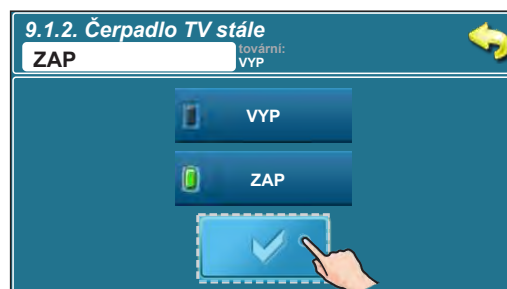 9.1.2. Čerpadlo TV stále
ZAP
tovární:
VYP
VYP
ZAP